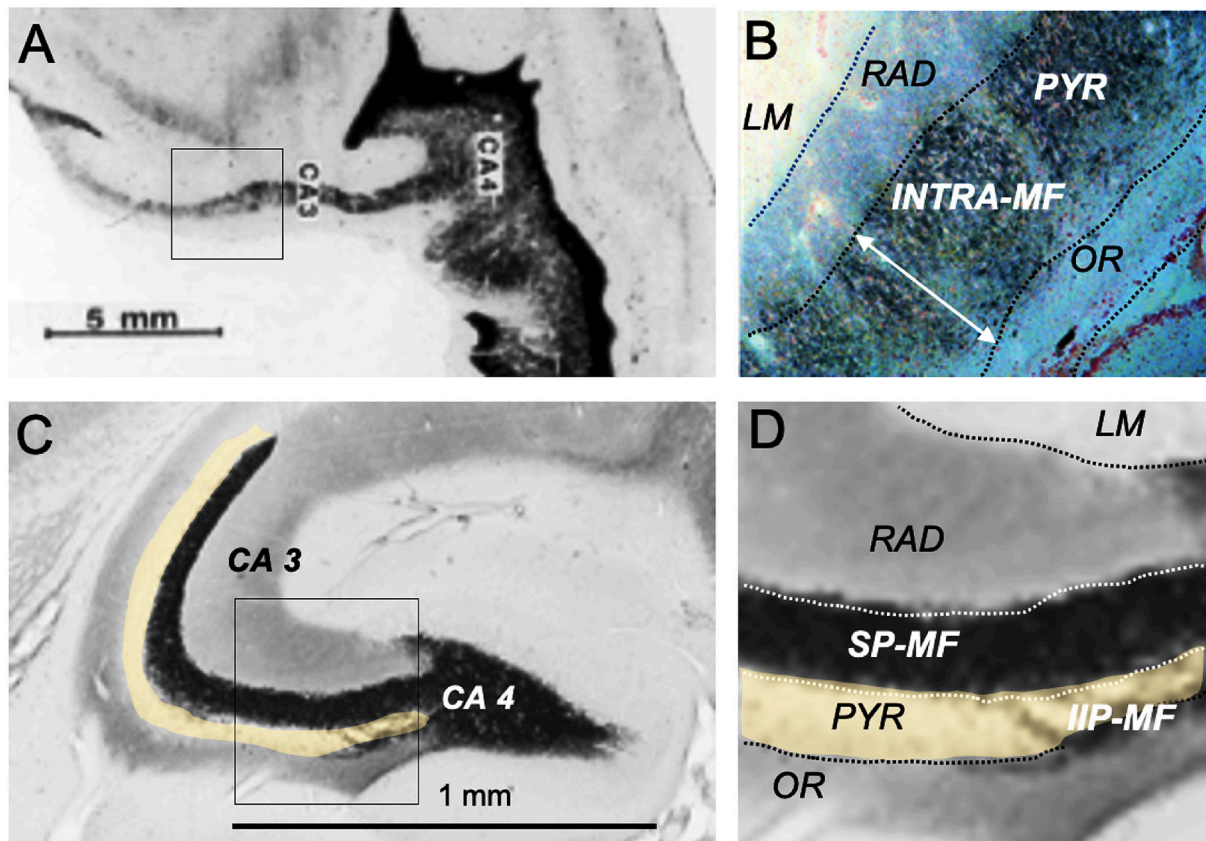 A
CA3
CA4
5 mm
B
RAD
PYR
LM
INTRA-MF
OR
C
CA 3
CA 4
1 mm
D
LM
RAD
SP-MF
PYR
IIP-MF
OR